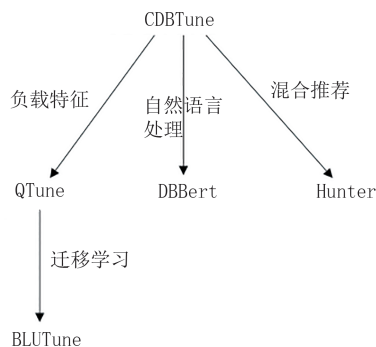 CDBTune
负载特征
自然语言
处理
混合推荐
QTune
DBBert
Hunter
迁移学习
BLUTune